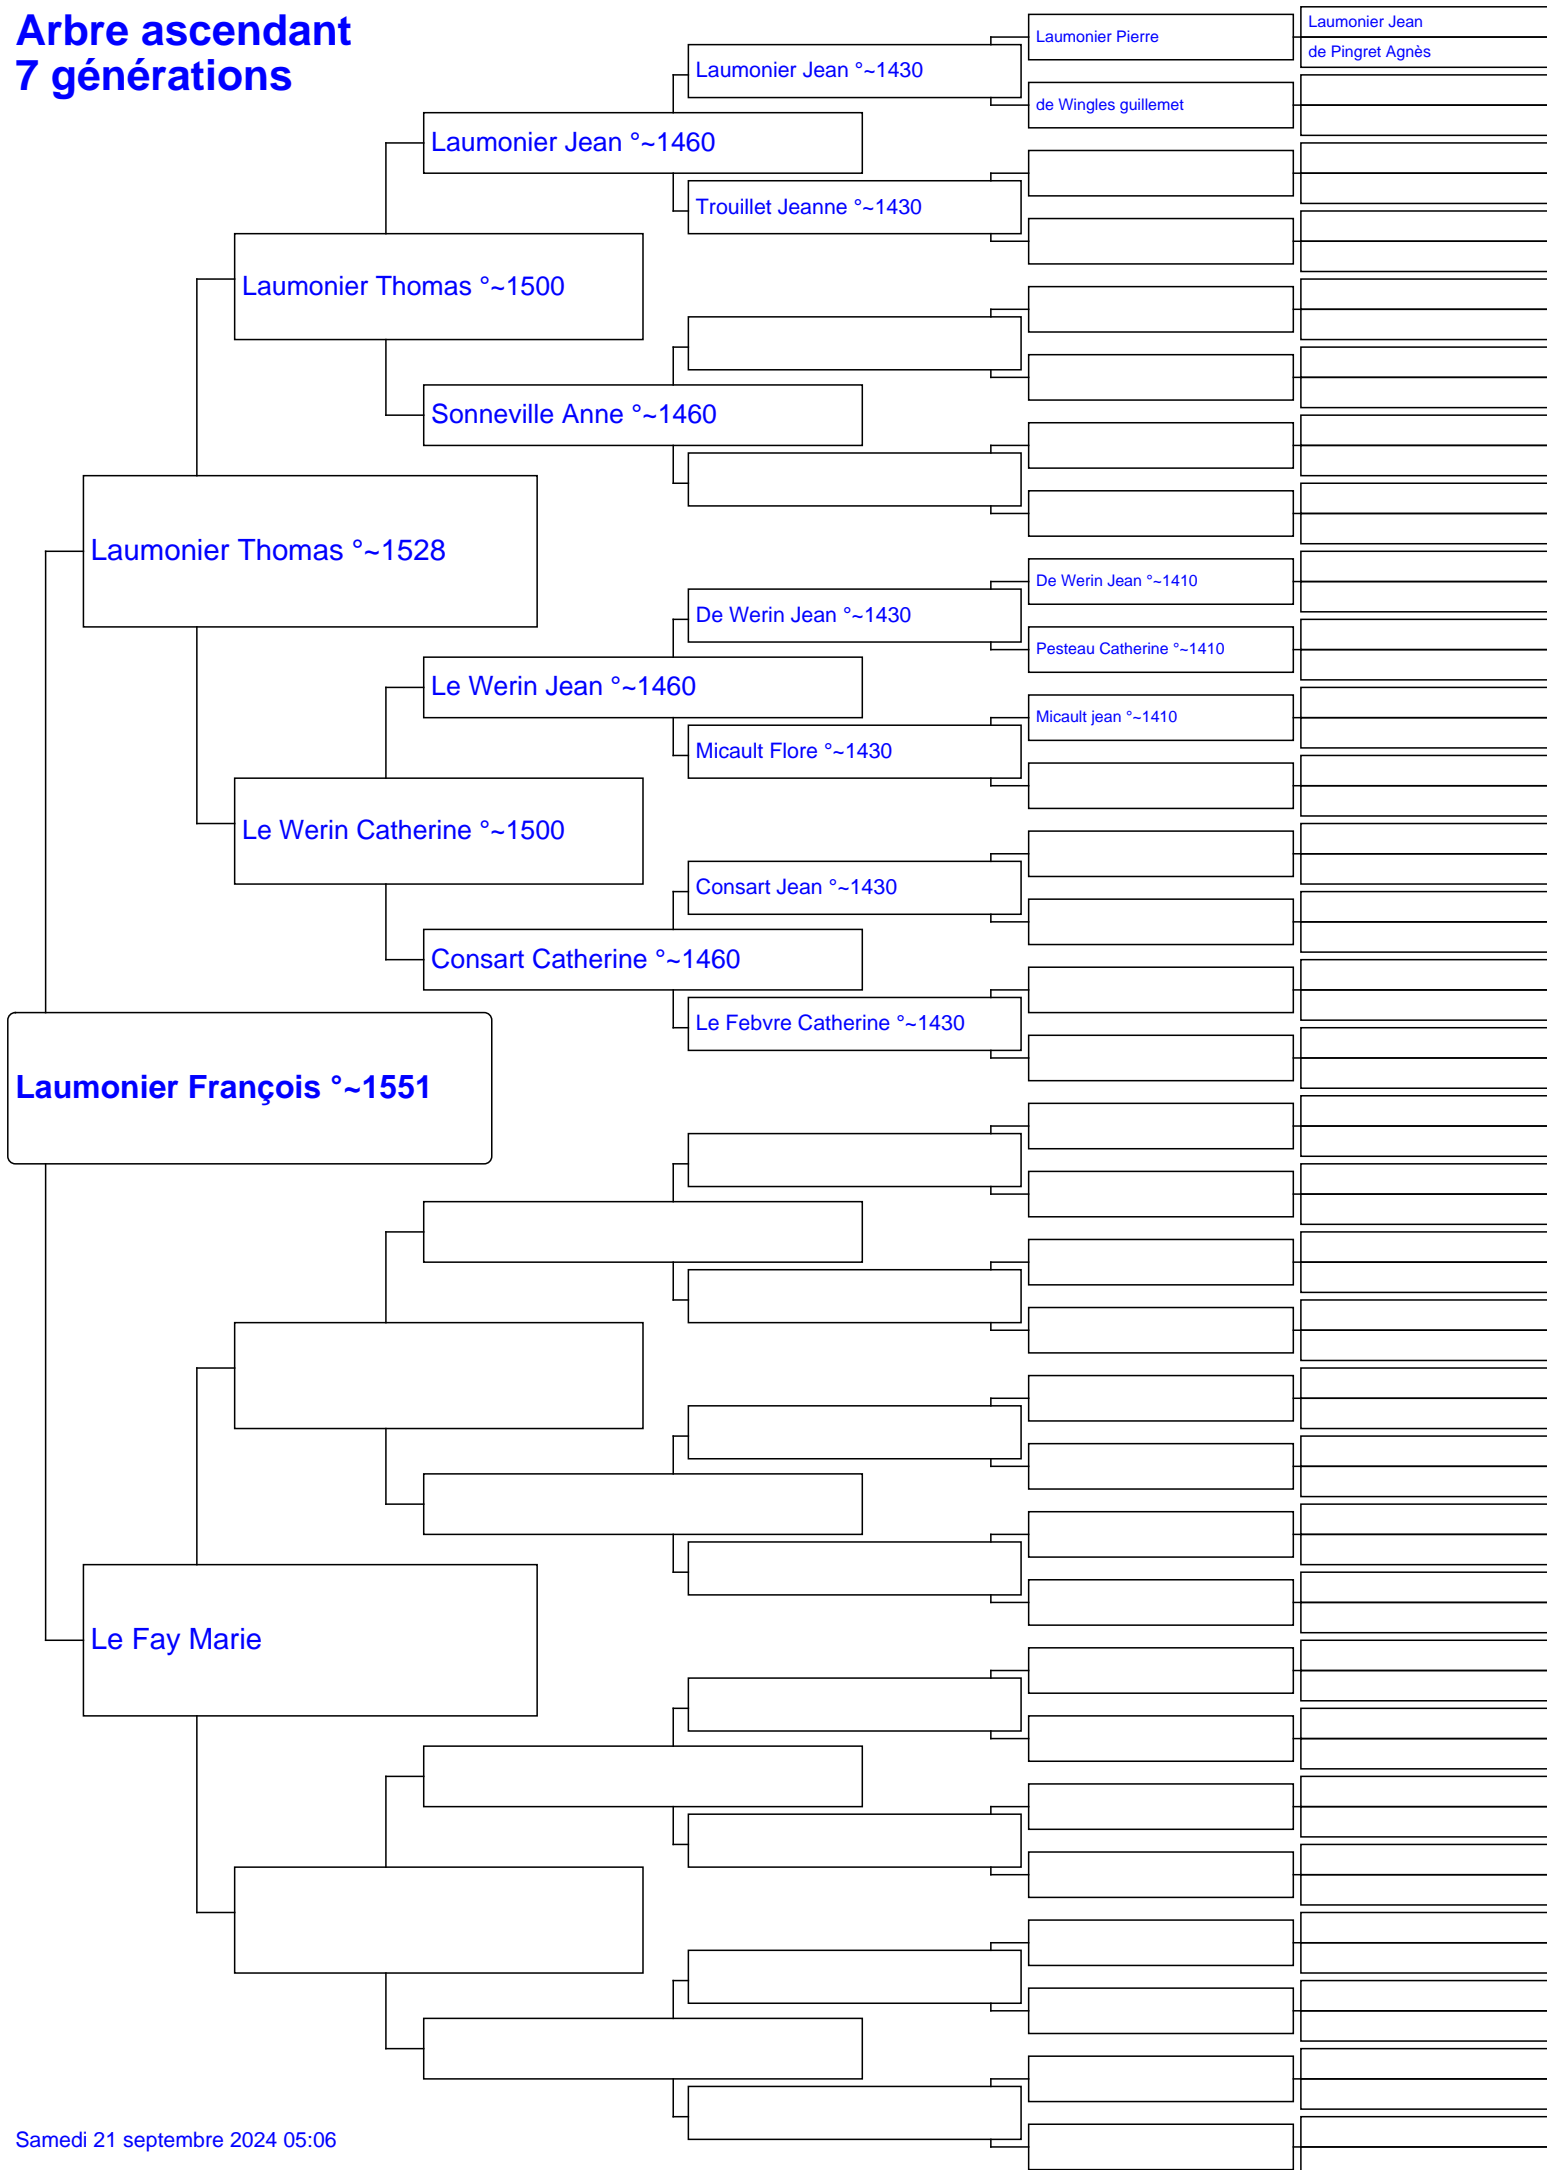 Arbre ascendant
7 générations
Laumonier Jean
Laumonier Pierre
de Pingret Agnès
Laumonier Jean °~1430
de Wingles guillemet
Laumonier Jean °~1460
Trouillet Jeanne °~1430
Laumonier Thomas °~1500
Sonneville Anne °~1460
Laumonier Thomas °~1528
De Werin Jean °~1410
De Werin Jean °~1430
Pesteau Catherine °~1410
Le Werin Jean °~1460
Micault jean °~1410
Micault Flore °~1430
Le Werin Catherine °~1500
Consart Jean °~1430
Consart Catherine °~1460
Le Febvre Catherine °~1430
Laumonier François °~1551
Le Fay Marie
Samedi 21 septembre 2024 05:06